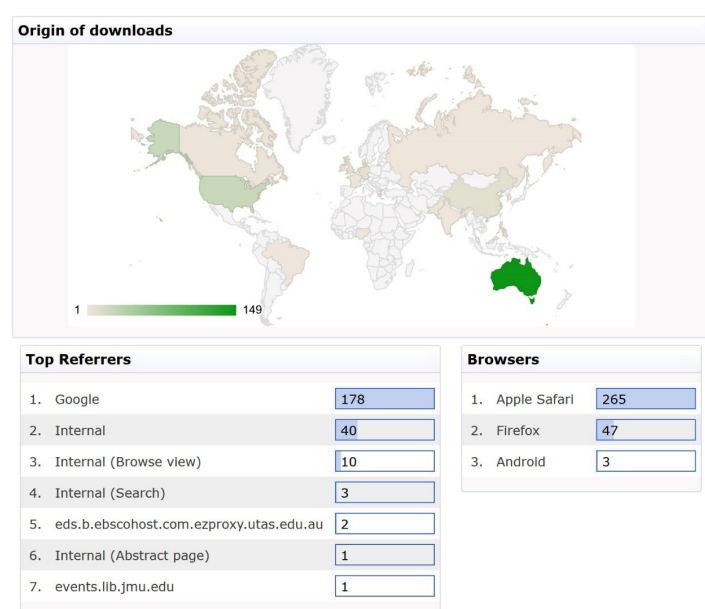 Origin of downloads
1 149
Top Referrers
1. Google 178
2. Internal 40
3. Internal (Browse view) 10
4. Internal (Search) 3
5. eds.b.ebscohost.com.ezproxy.utas.edu.au 2
6. Internal (Abstract page) 1
7. events.lib.jmu.edu 1
Browsers
1. Apple Safari 265
2. Firefox 47
3. Android 3